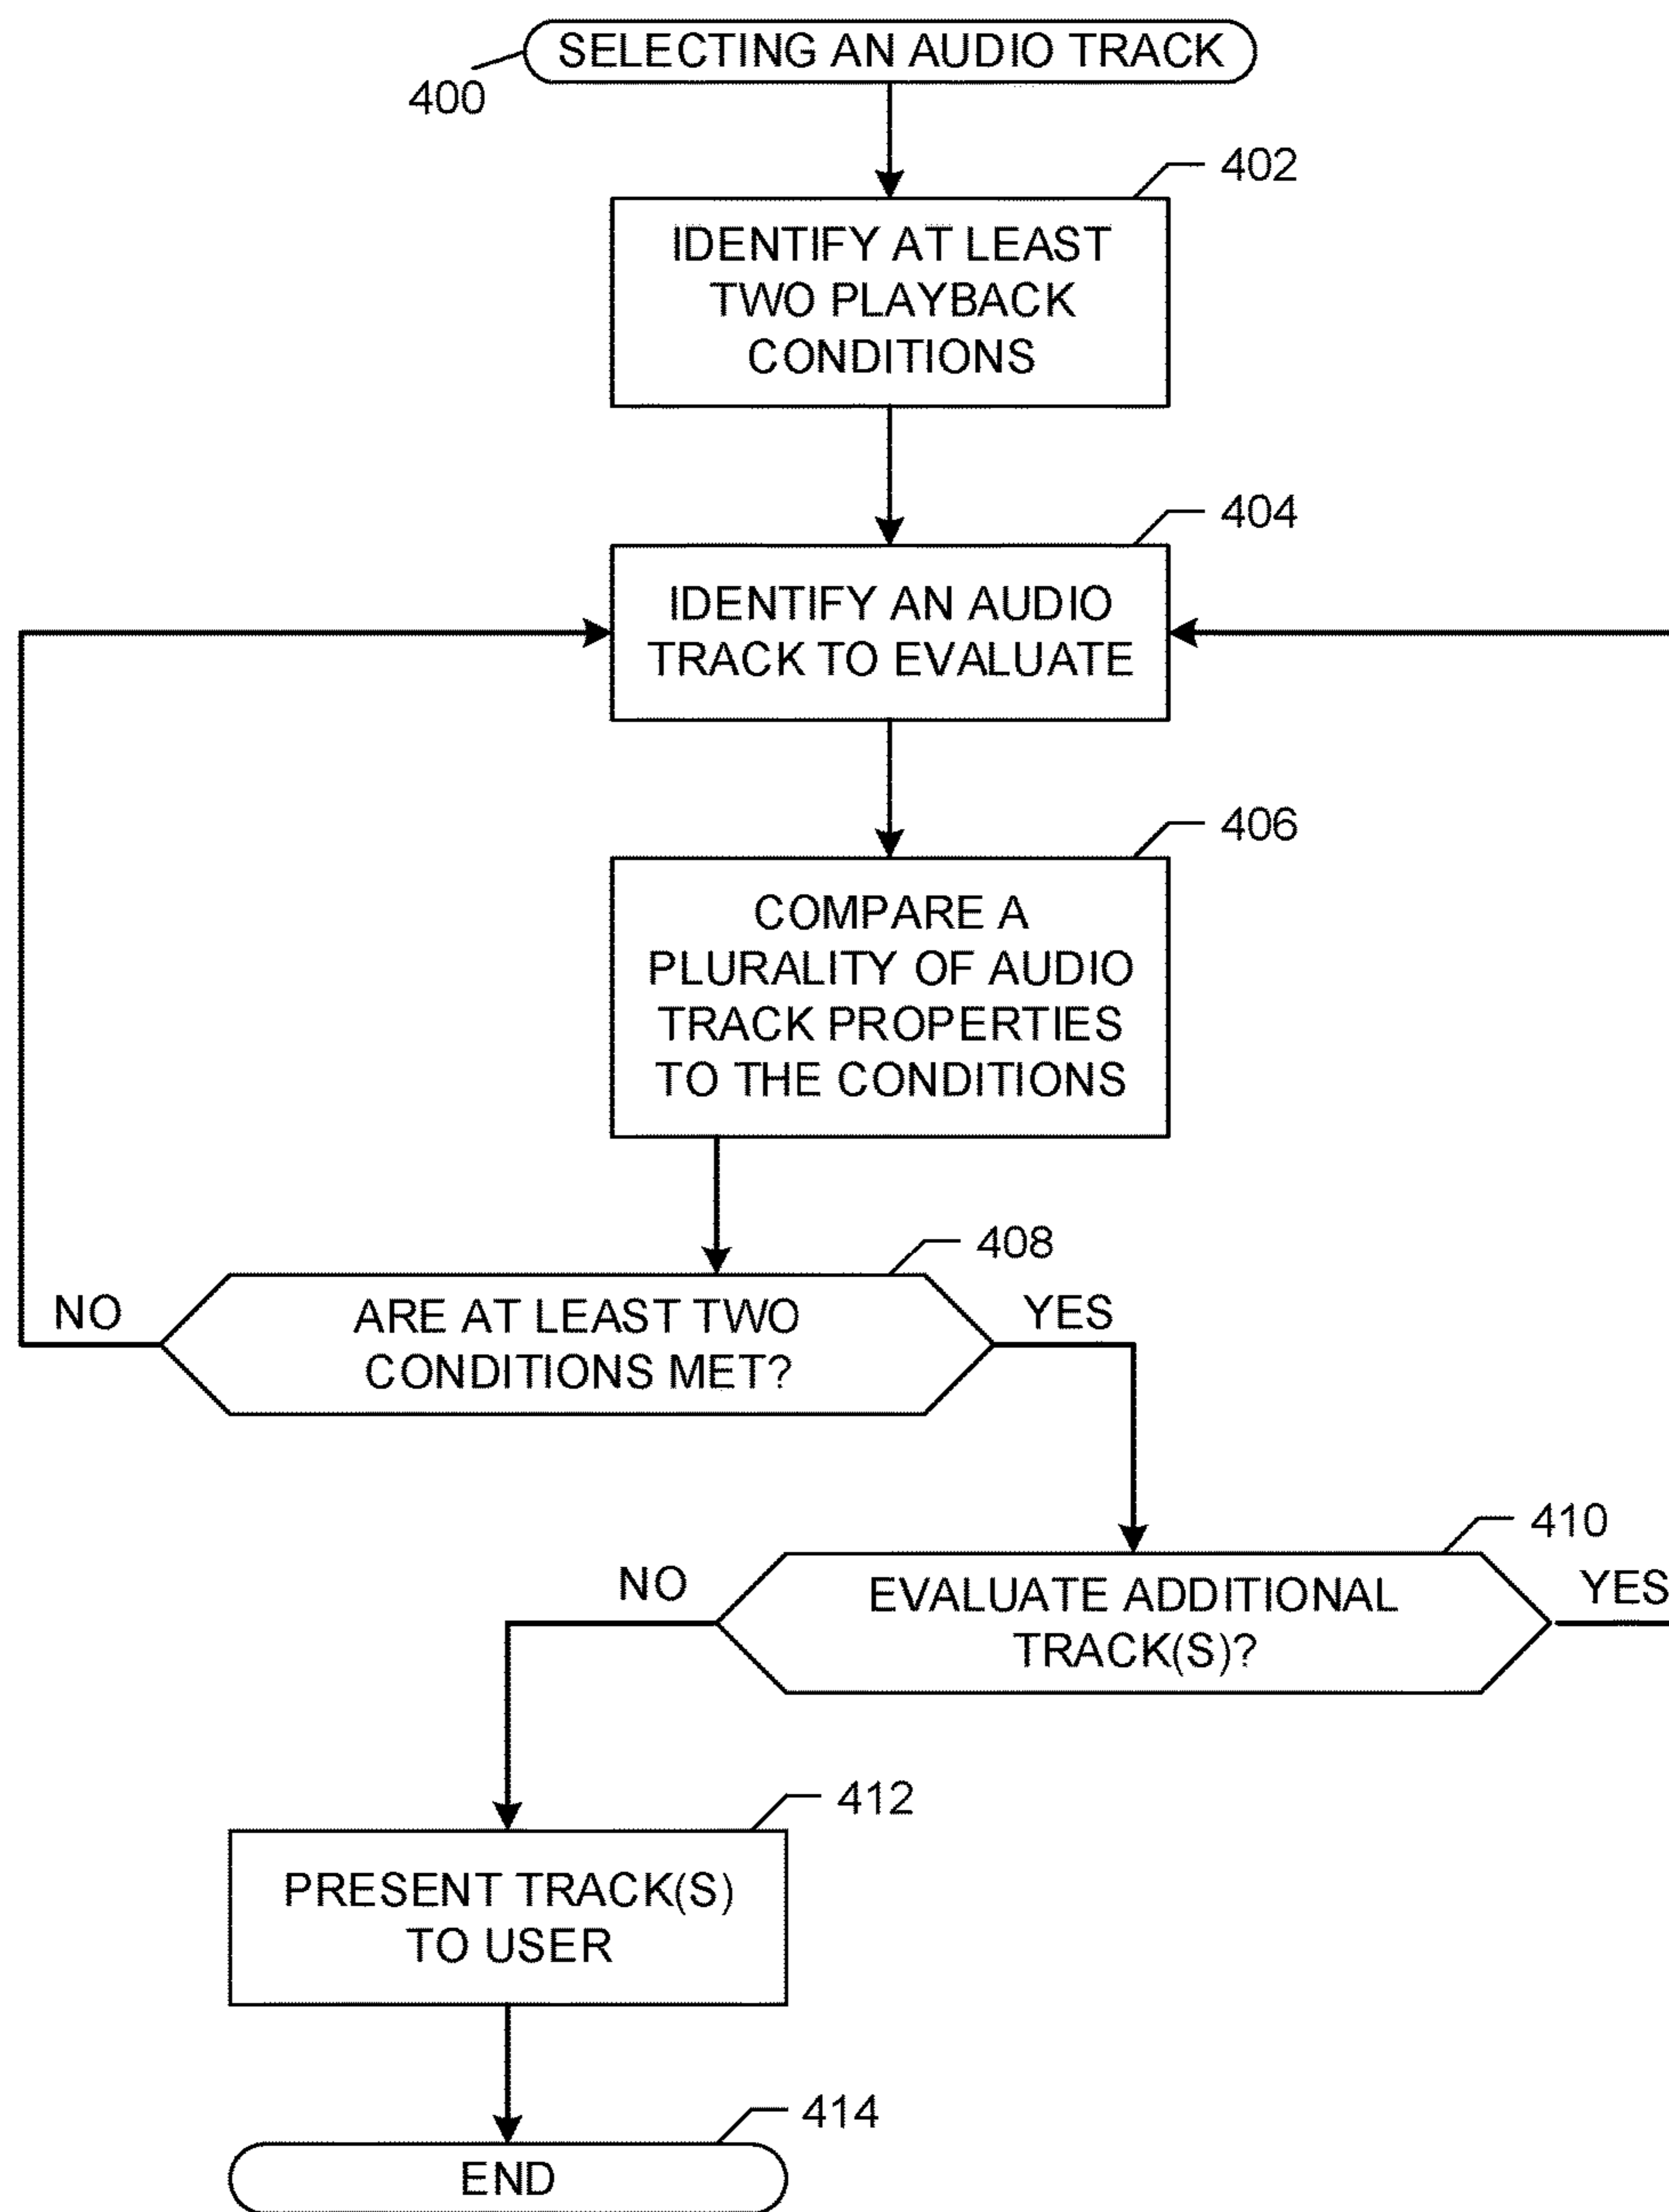 SELECTING AN AUDIO TRACK
400
402
IDENTIFY AT LEAST
TWO PLAYBACK
CONDITIONS
404
IDENTIFY AN AUDIO
TRACK TO EVALUATE
406
COMPARE A
PLURALITY OF AUDIO
TRACK PROPERTIES
TO THE CONDITIONS
408
NO
ARE AT LEAST TWO
CONDITIONS MET?
YES
410
NO
EVALUATE ADDITIONAL
TRACK(S)?
YES
412
PRESENT TRACK(S)
TO USER
414
END